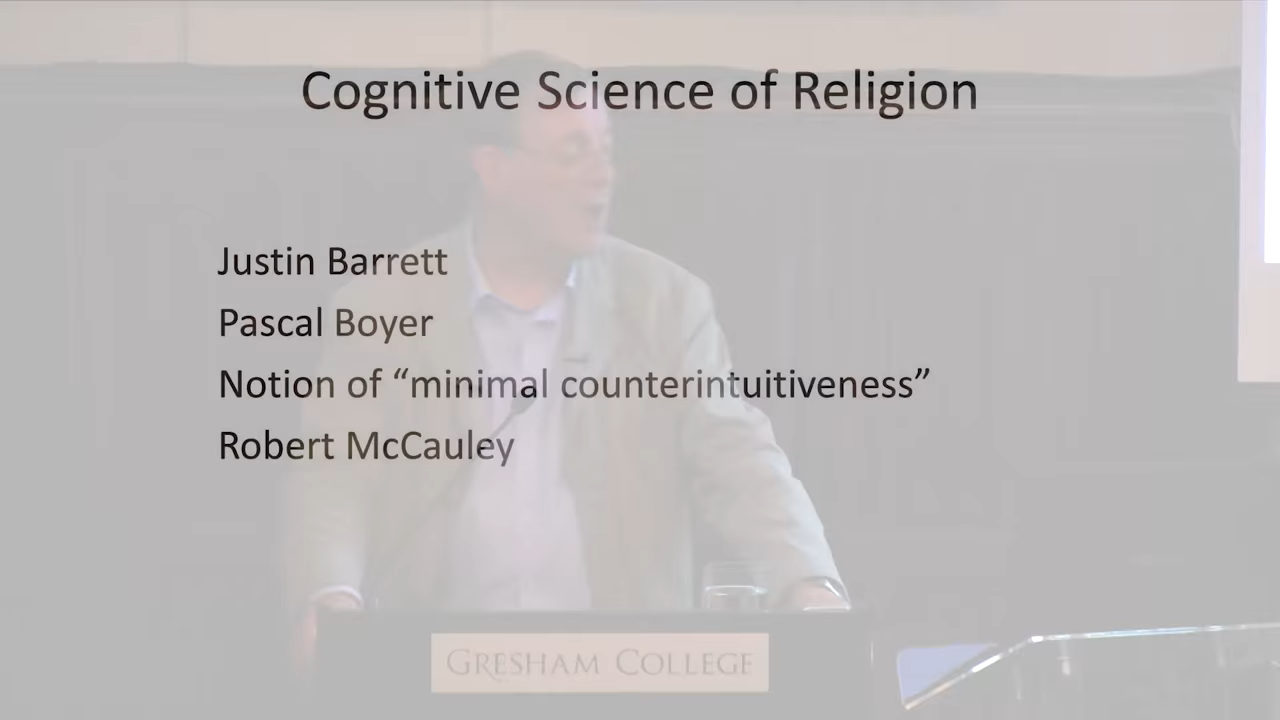 Cognitive Science of Religion
Justin Barrett
Pascal Boyer
Notion of “minimal counterintuitiveness”
Robert McCauley
GRESHAM COLLEGE